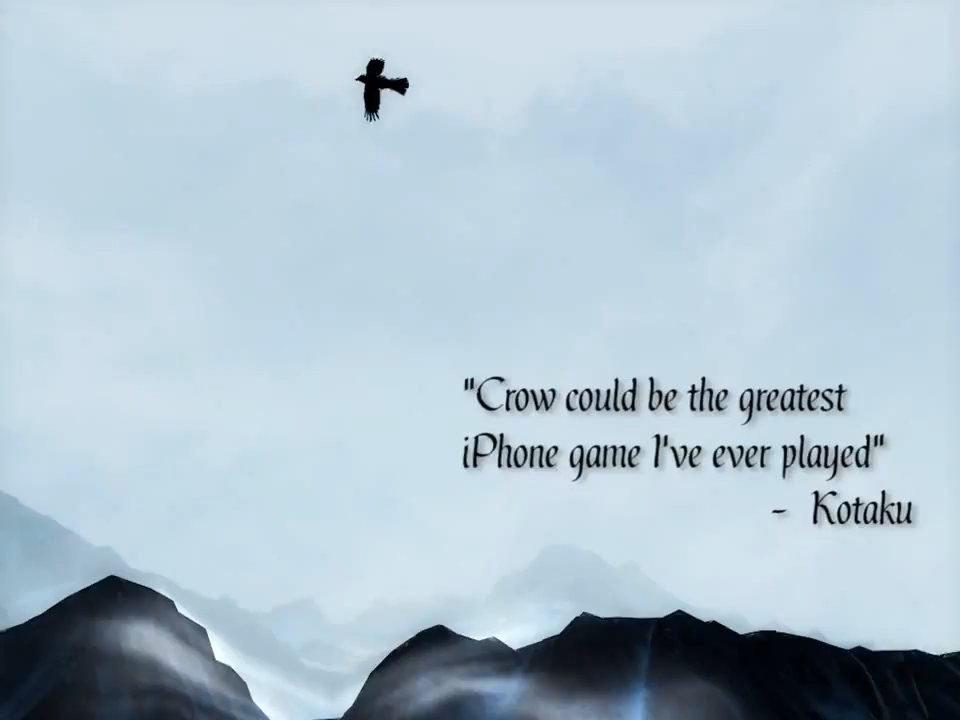 "Crow could be the greatest
iPhone game I've ever played"
- Kotaku